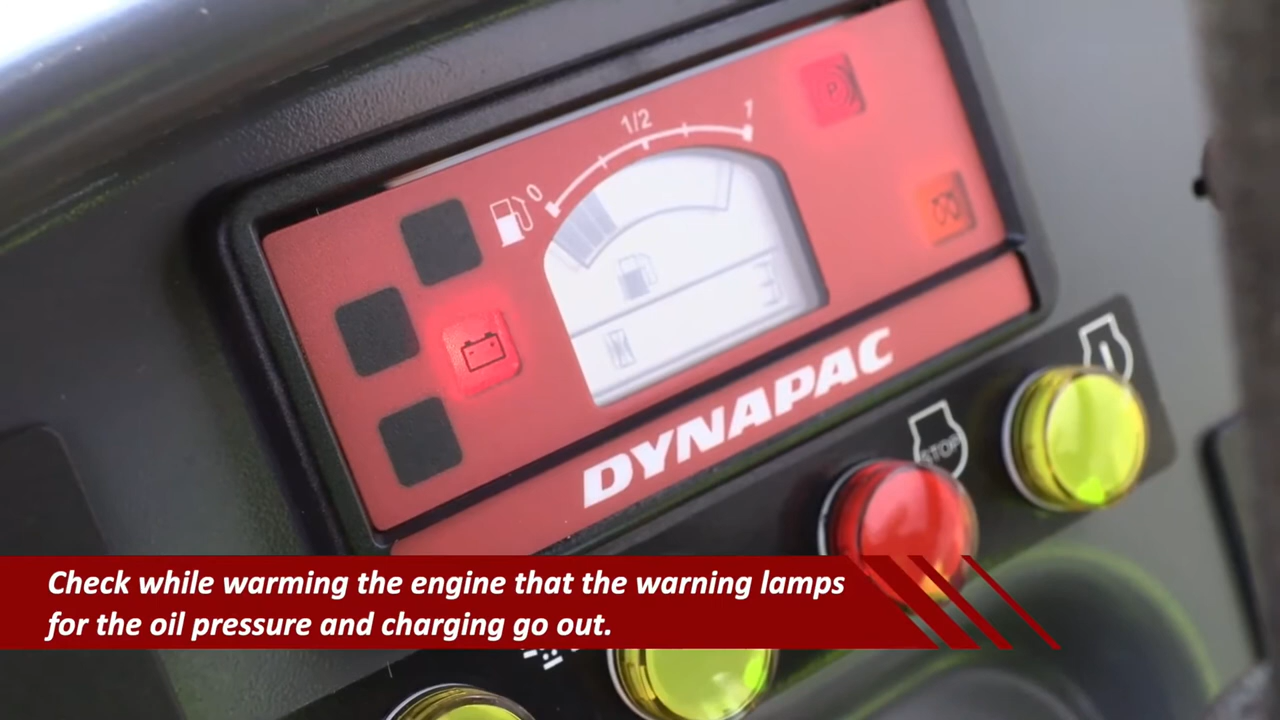 0
1/2
1
P
DYNAPAC
I
STOP
Check while warming the engine that the warning lamps
for the oil pressure and charging go out.